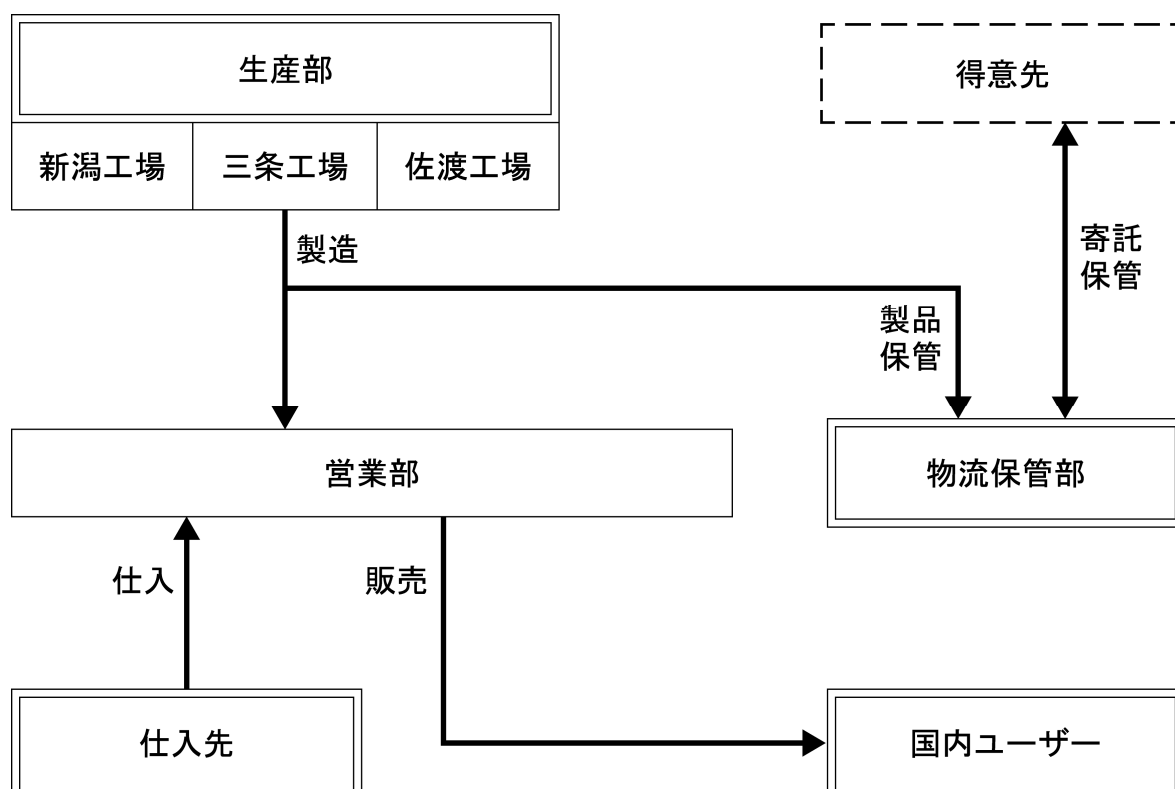 生産部
得意先
新潟工場
三条工場
佐渡工場
製造
寄託
保管
製品
保管
営業部
物流保管部
仕入
販売
仕入先
国内ユーザー